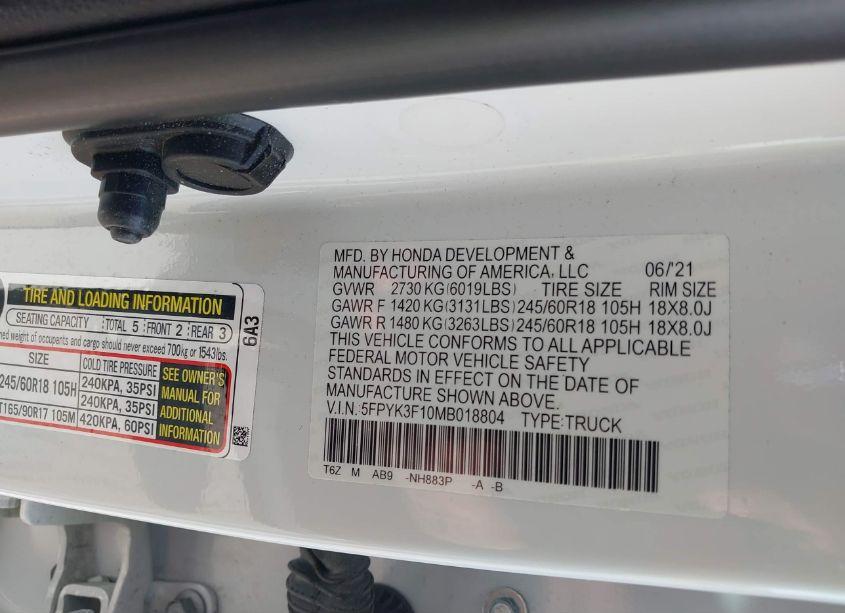 TIRE AND LOADING INFORMATION
SEATING CAPACITY TOTAL 5 FRONT 2 REAR 3
weight of occupants and cargo should never exceed 700kg or 1543 lbs.
SIZE COLD TIRE PRESSURE
245/60R18 105H 240KPA, 35PSI
240KPA, 35PSI
T165/90R17 105M 420KPA, 60PSI
SEE OWNER'S
MANUAL FOR
ADDITIONAL
INFORMATION
6A3
MFD. BY HONDA DEVELOPMENT &
MANUFACTURING OF AMERICA, LLC 06/'21
GVWR 2730 KG (6019LBS) TIRE SIZE RIM SIZE
GAWR F 1420 KG (3131LBS) 245/60R18 105H 18X8.0J
GAWR R 1480 KG (3263LBS) 245/60R18 105H 18X8.0J
THIS VEHICLE CONFORMS TO ALL APPLICABLE
FEDERAL MOTOR VEHICLE SAFETY
STANDARDS IN EFFECT ON THE DATE OF
MANUFACTURE SHOWN ABOVE.
V.I.N.:5FPYK3F10MB018804 TYPE:TRUCK
T6Z M AB9 -NH883P -A -B